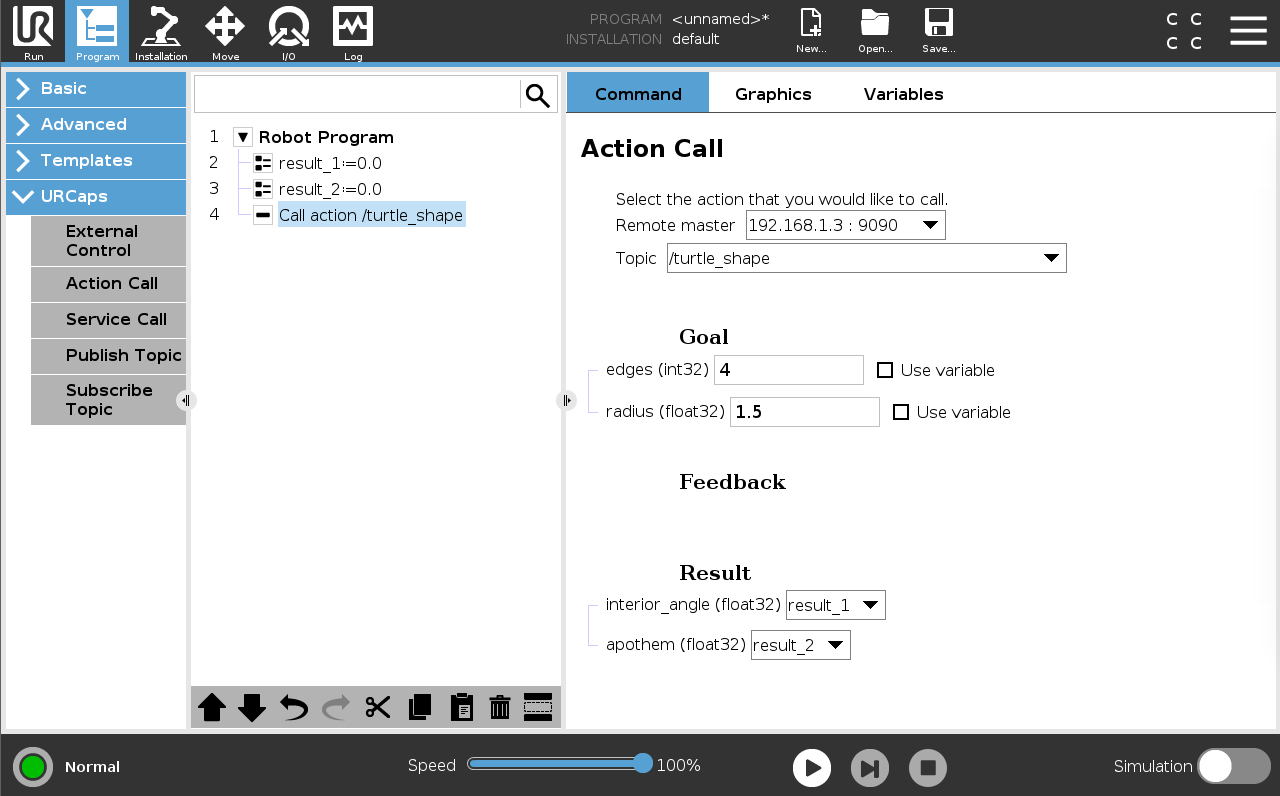 UR
Run
Program
Installation
Move
I/O
Log
PROGRAM <unnamed>*
INSTALLATION default
New...
Open...
Save...
C C
C C
Basic
Advanced
Templates
URCaps
External
Control
Action Call
Service Call
Publish Topic
Subscribe
Topic
1 Robot Program
2 result_1:=0.0
3 result_2:=0.0
4 Call action /turtle_shape
Command Graphics Variables
Action Call
Select the action that you would like to call.
Remote master 192.168.1.3 : 9090
Topic /turtle_shape
Goal
edges (int32) 4 Use variable
radius (float32) 1.5 Use variable
Feedback
Result
interior_angle (float32) result_1
apothem (float32) result_2
Normal
Speed 100%
Simulation